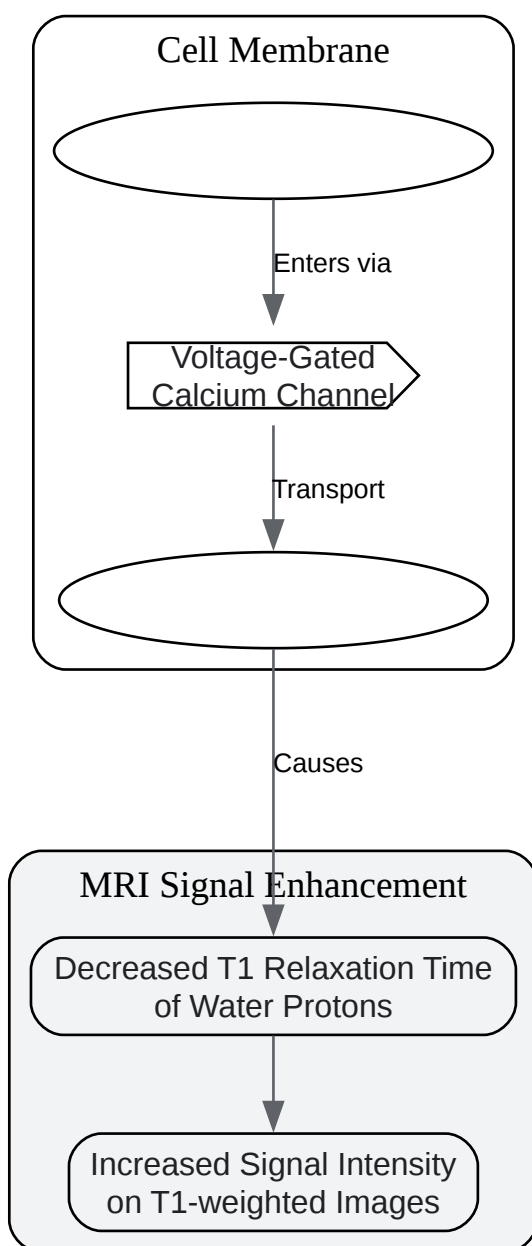 Cell Membrane
Enters via
Voltage-Gated
Calcium Channel
Transport
Causes
MRI Signal Enhancement
Decreased T1 Relaxation Time
of Water Protons
Increased Signal Intensity
on T1-weighted Images